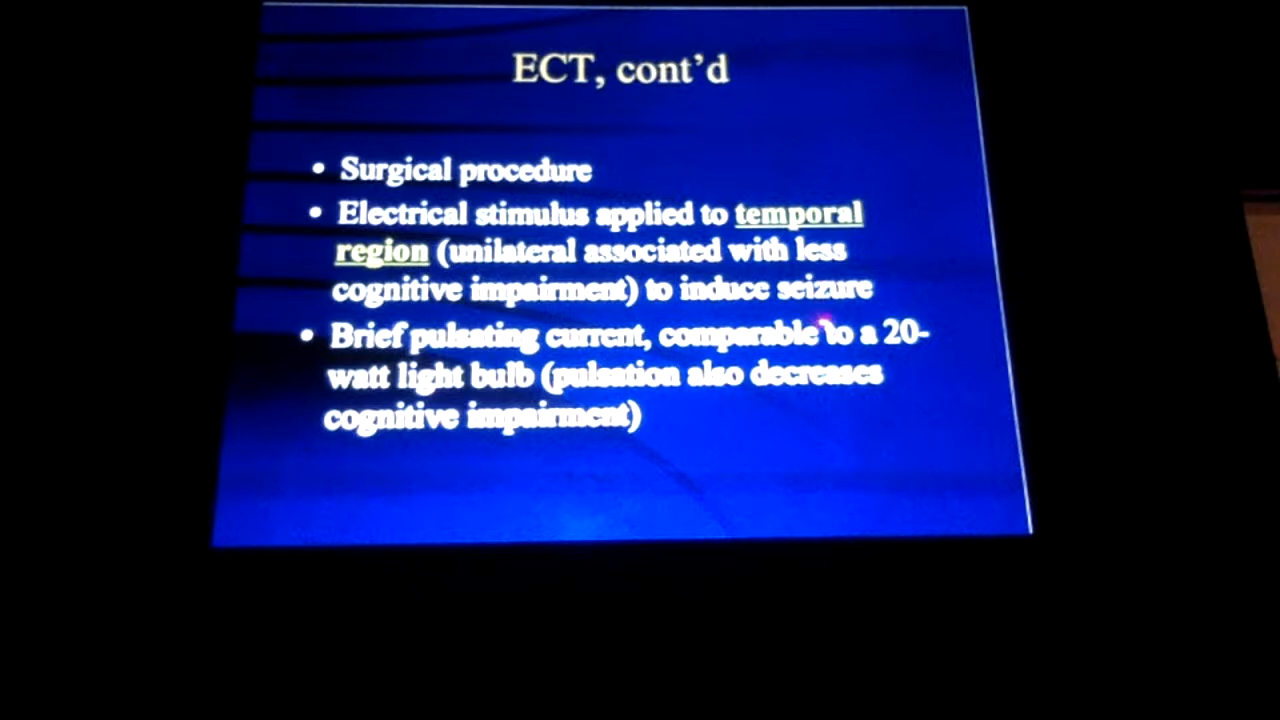 ECT, cont’d
• Surgical procedure
• Electrical stimulus applied to temporal
region (unilateral associated with less
cognitive impairment) to induce seizure
• Brief pulsating current, comparable to a 20-
watt light bulb (pulsation also decreases
cognitive impairment)